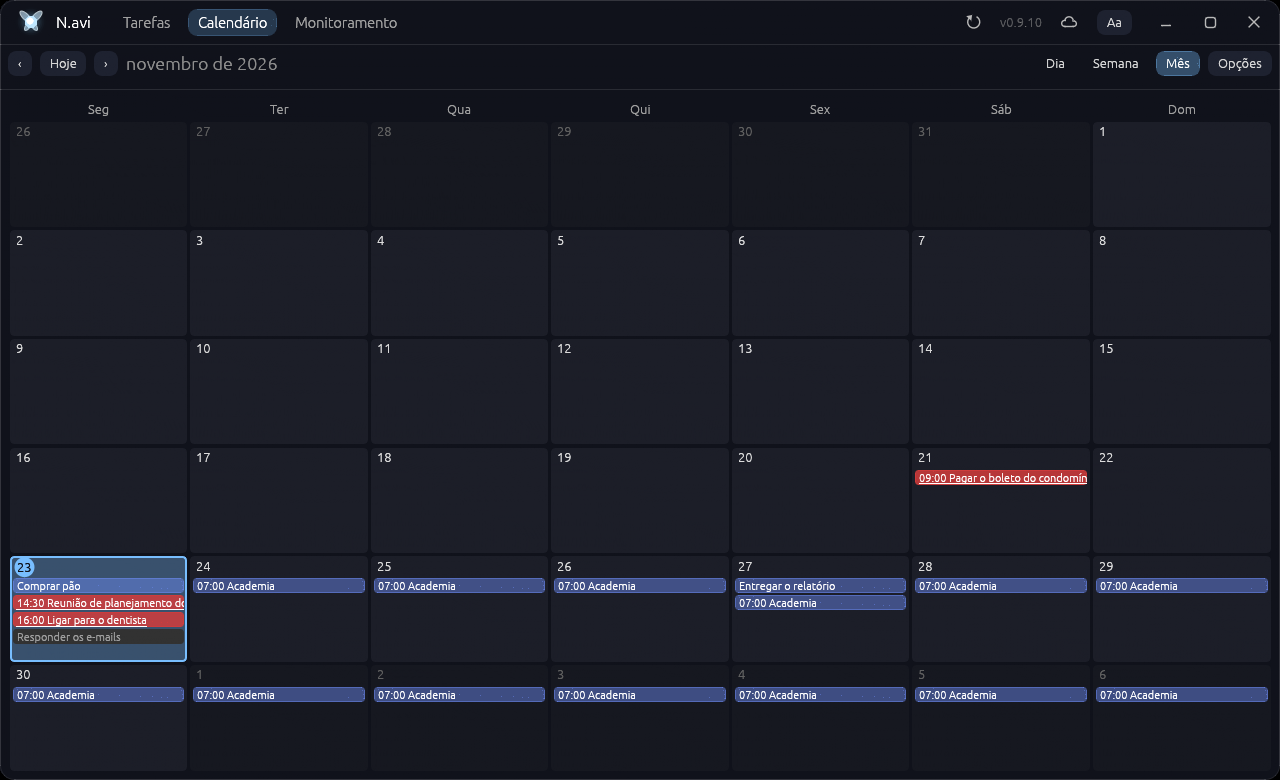 N.avi Tarefas Calendário Monitoramento v0.9.10 Aa
‹ Hoje › novembro de 2026 Dia Semana Mês Opções
Seg Ter Qua Qui Sex Sáb Dom
26 27 28 29 30 31 1
2 3 4 5 6 7 8
9 10 11 12 13 14 15
16 17 18 19 20 21 22
09:00 Pagar o boleto do condomín
23 24 25 26 27 28 29
Comprar pão 07:00 Academia 07:00 Academia 07:00 Academia Entregar o relatório 07:00 Academia 07:00 Academia
14:30 Reunião de planejamento do 07:00 Academia
16:00 Ligar para o dentista
Responder os e-mails
30 1 2 3 4 5 6
07:00 Academia 07:00 Academia 07:00 Academia 07:00 Academia 07:00 Academia 07:00 Academia 07:00 Academia